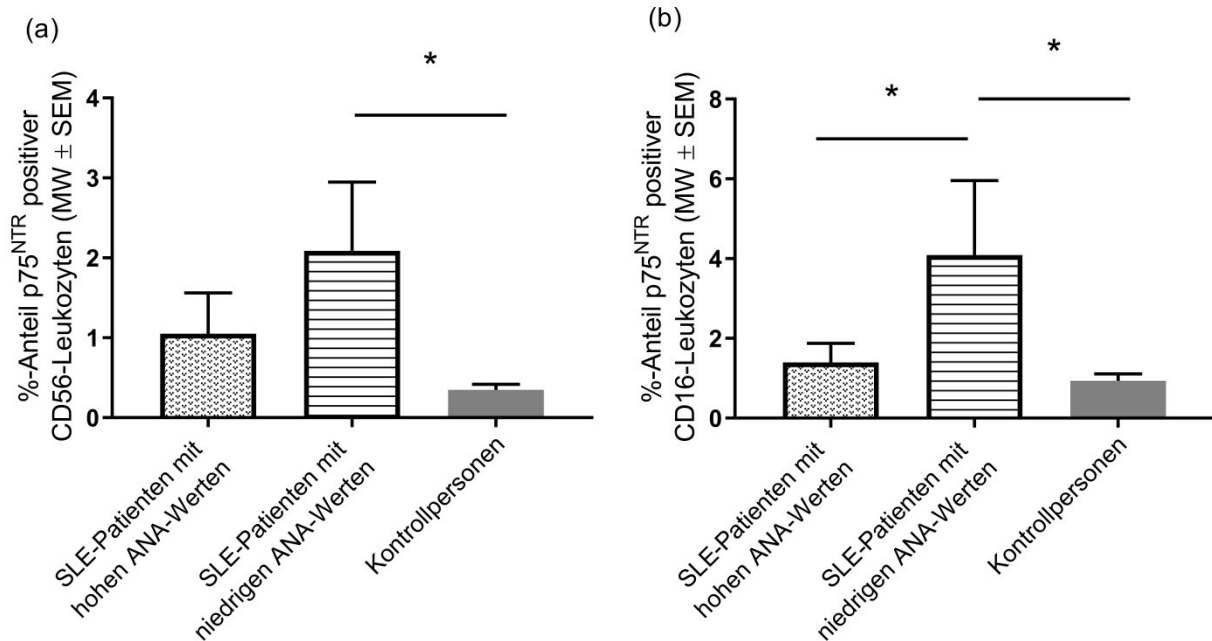 (a)
*
%-Anteil p75NTR positiver
CD56-Leukozyten (MW ± SEM)
4
3
2
1
0
SLE-Patienten mit
hohen ANA-Werten
SLE-Patienten mit
niedrigen ANA-Werten
Kontrollpersonen
(b)
*
*
%-Anteil p75NTR positiver
CD16-Leukozyten (MW ± SEM)
8
6
4
2
0
SLE-Patienten mit
hohen ANA-Werten
SLE-Patienten mit
niedrigen ANA-Werten
Kontrollpersonen